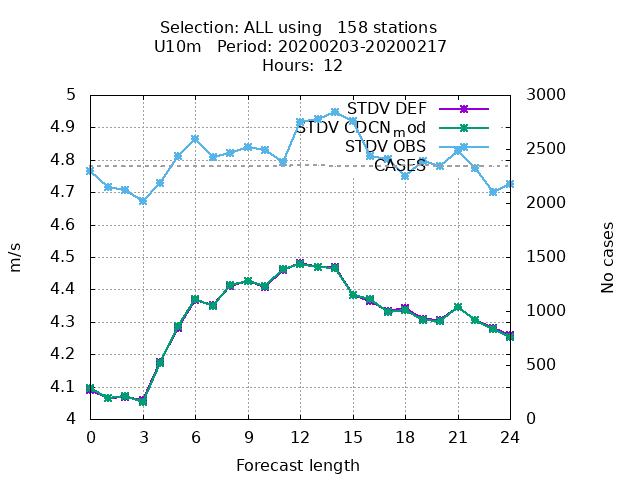 Selection: ALL using   158 stations
U10m   Period: 20200203-20200217
Hours:  12
5
4.9
4.8
4.7
4.6
4.5
4.4
4.3
4.2
4.1
4
3000
2500
2000
1500
1000
500
0
STDV DEF
STDV CDCNmod
STDV OBS
CASES
m/s
No cases
0 3 6 9 12 15 18 21 24
Forecast length